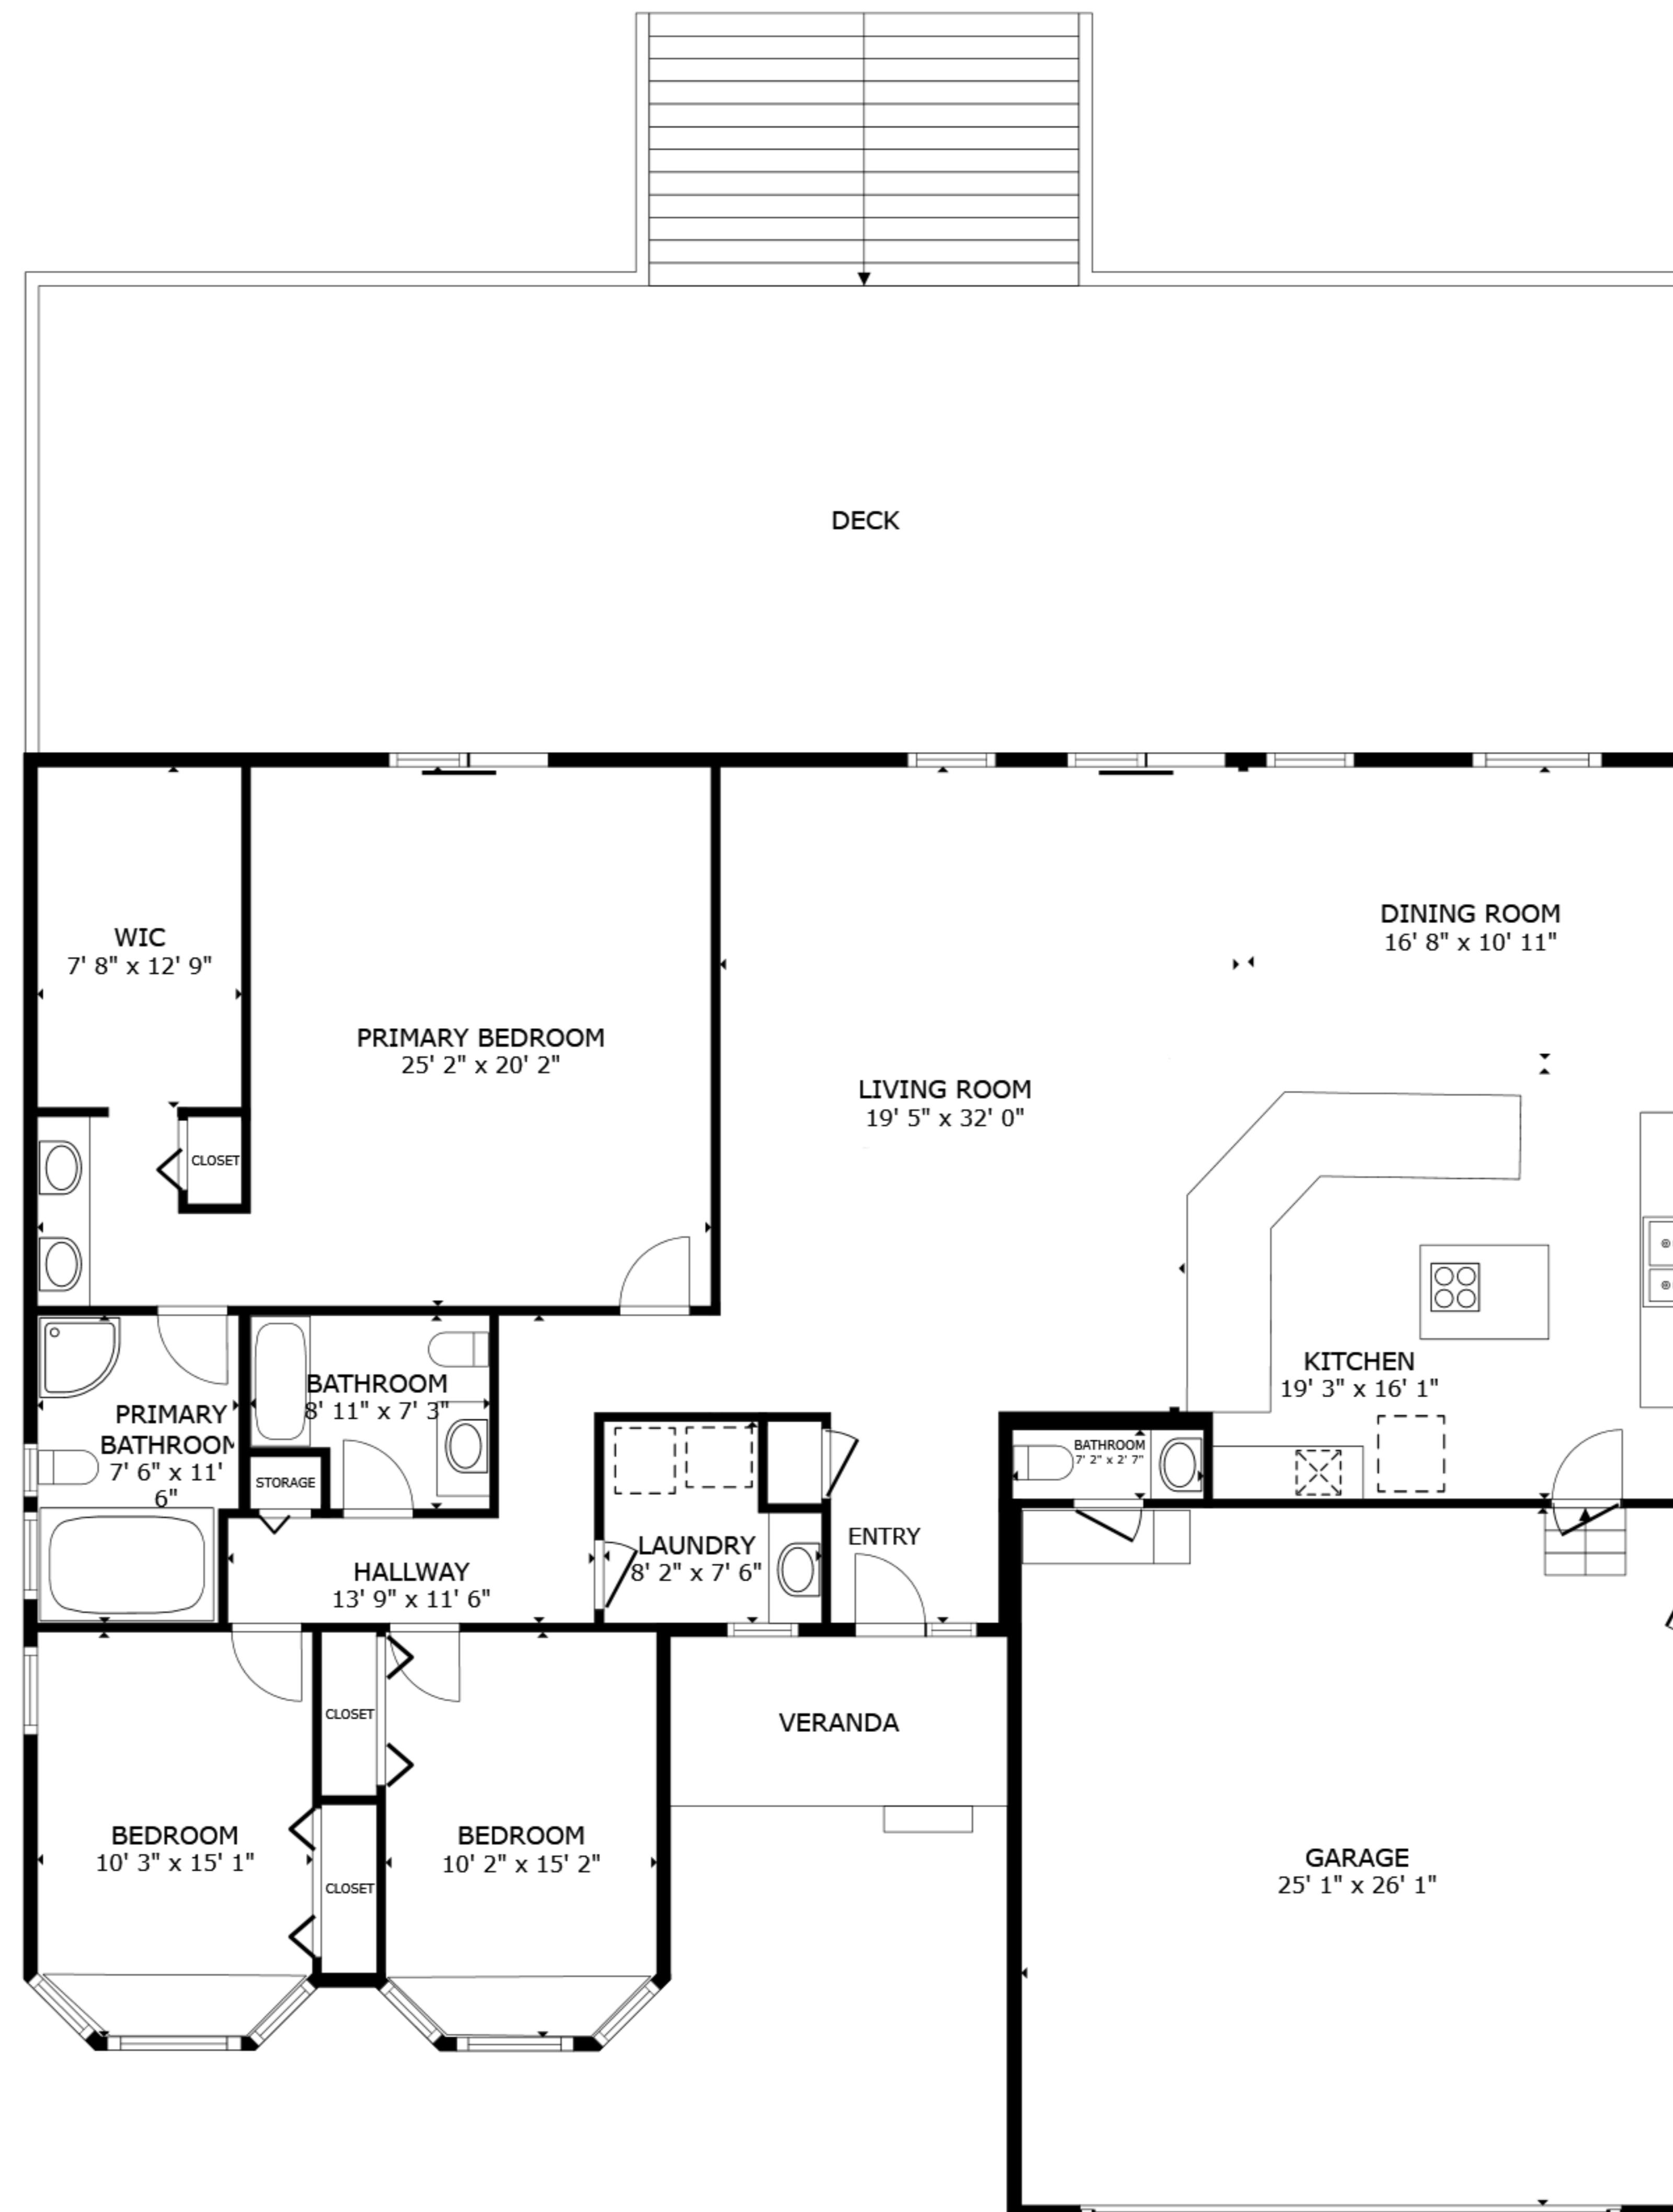 DECK
DINING ROOM
16' 8" x 10' 11"
WIC
7' 8" x 12' 9"
PRIMARY BEDROOM
25' 2" x 20' 2"
LIVING ROOM
19' 5" x 32' 0"
CLOSET
KITCHEN
19' 3" x 16' 1"
BATHROOM
8' 11" x 7' 3"
PRIMARY
BATHROOM
7' 6" x 11'
6"
STORAGE
BATHROOM
7' 2" x 2' 7"
ENTRY
LAUNDRY
8' 2" x 7' 6"
HALLWAY
13' 9" x 11' 6"
CLOSET
VERANDA
BEDROOM
10' 3" x 15' 1"
BEDROOM
10' 2" x 15' 2"
CLOSET
GARAGE
25' 1" x 26' 1"